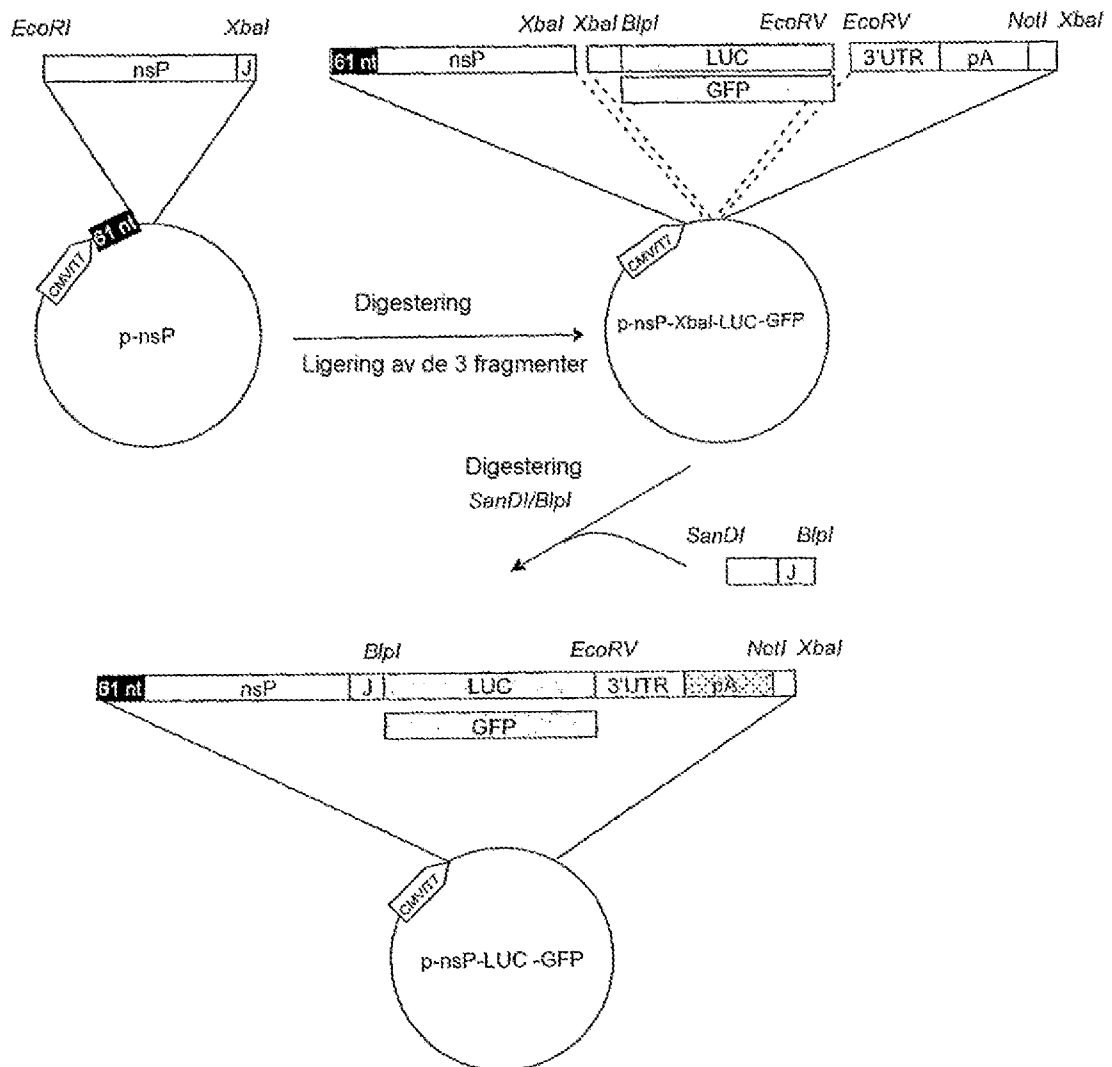 EcoRI XbaI
nsP J
61 nt
CMV/T7
p-nsP
XbaI XbaI BlpI EcoRV EcoRV NotI XbaI
61 nt nsP LUC 3'UTR pA
GFP
CMV/T7
p-nsP-XbaI-LUC-GFP
Digestering
Ligering av de 3 fragmenter
Digestering
SanDI/BlpI
SanDI BlpI
J
BlpI EcoRV NotI XbaI
61 nt nsP J LUC 3'UTR pA
GFP
CMV/T7
p-nsP-LUC -GFP